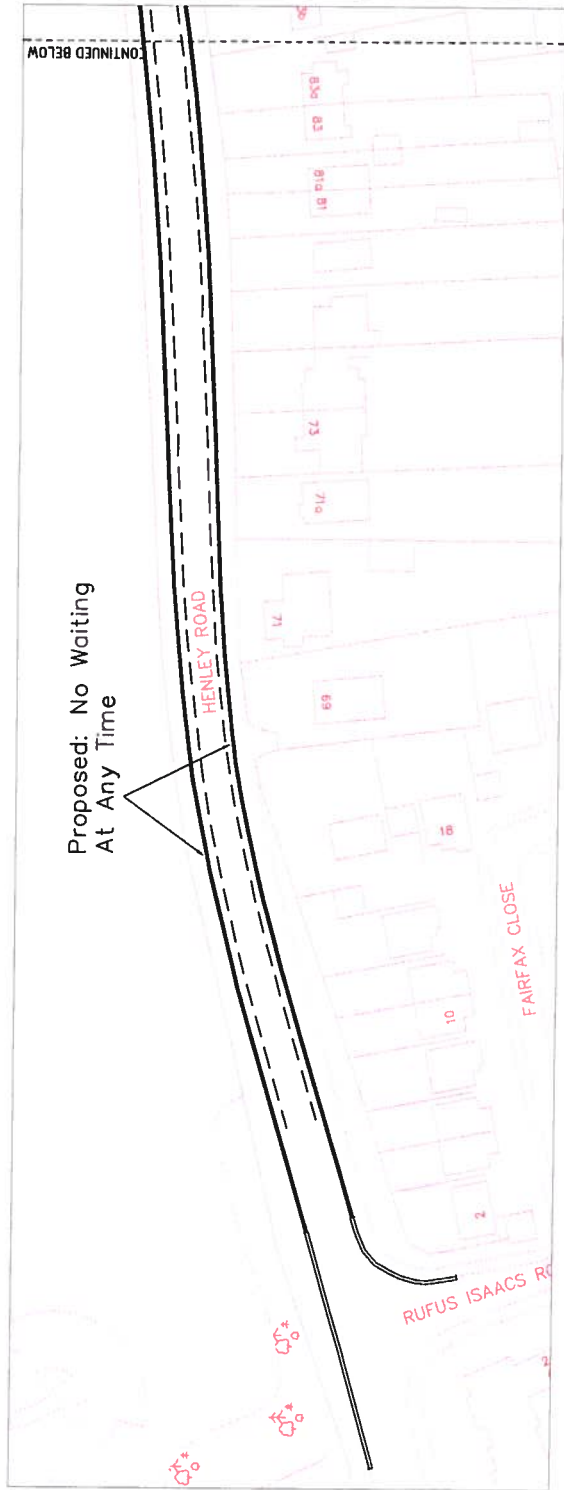 CONTINUED BELOW
Proposed: No Waiting
At Any Time
HENLEY ROAD
83a
83
81a
81
73
71a
71
69
18
FAIRFAX CLOSE
10
2
RUFUS ISAACS RO